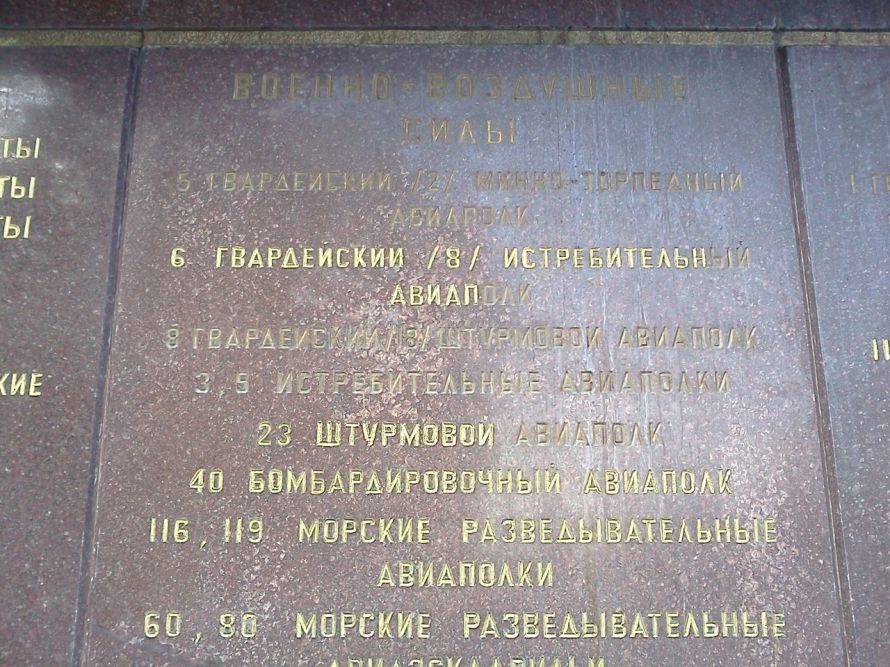 ВОЕННО-ВОЗДУШНЫЕ
СИЛЫ
5 ГВАРДЕЙСКИЙ /2/ МИННО-ТОРПЕДНЫЙ
АВИАПОЛК
6 ГВАРДЕЙСКИЙ /8/ ИСТРЕБИТЕЛЬНЫЙ
АВИАПОЛК
8 ГВАРДЕЙСКИЙ /18/ ШТУРМОВОЙ АВИАПОЛК
3, 9 ИСТРЕБИТЕЛЬНЫЕ АВИАПОЛКИ
23 ШТУРМОВОЙ АВИАПОЛК
40 БОМБАРДИРОВОЧНЫЙ АВИАПОЛК
116, 119 МОРСКИЕ РАЗВЕДЫВАТЕЛЬНЫЕ
АВИАПОЛКИ
60, 80 МОРСКИЕ РАЗВЕДЫВАТЕЛЬНЫЕ